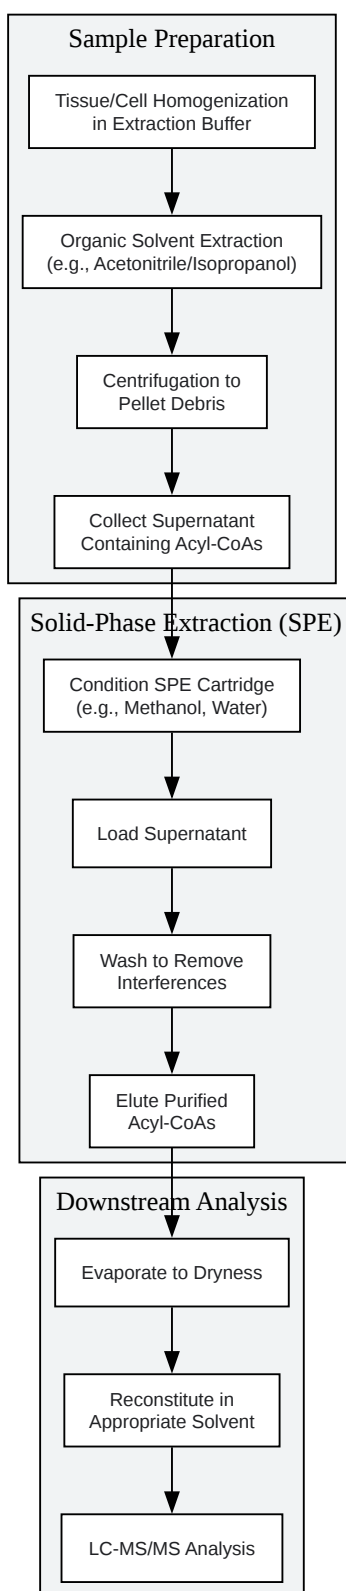 Sample Preparation
Tissue/Cell Homogenization
in Extraction Buffer
Organic Solvent Extraction
(e.g., Acetonitrile/Isopropanol)
Centrifugation to
Pellet Debris
Collect Supernatant
Containing Acyl-CoAs
Solid-Phase Extraction (SPE)
Condition SPE Cartridge
(e.g., Methanol, Water)
Load Supernatant
Wash to Remove
Interferences
Elute Purified
Acyl-CoAs
Downstream Analysis
Evaporate to Dryness
Reconstitute in
Appropriate Solvent
LC-MS/MS Analysis